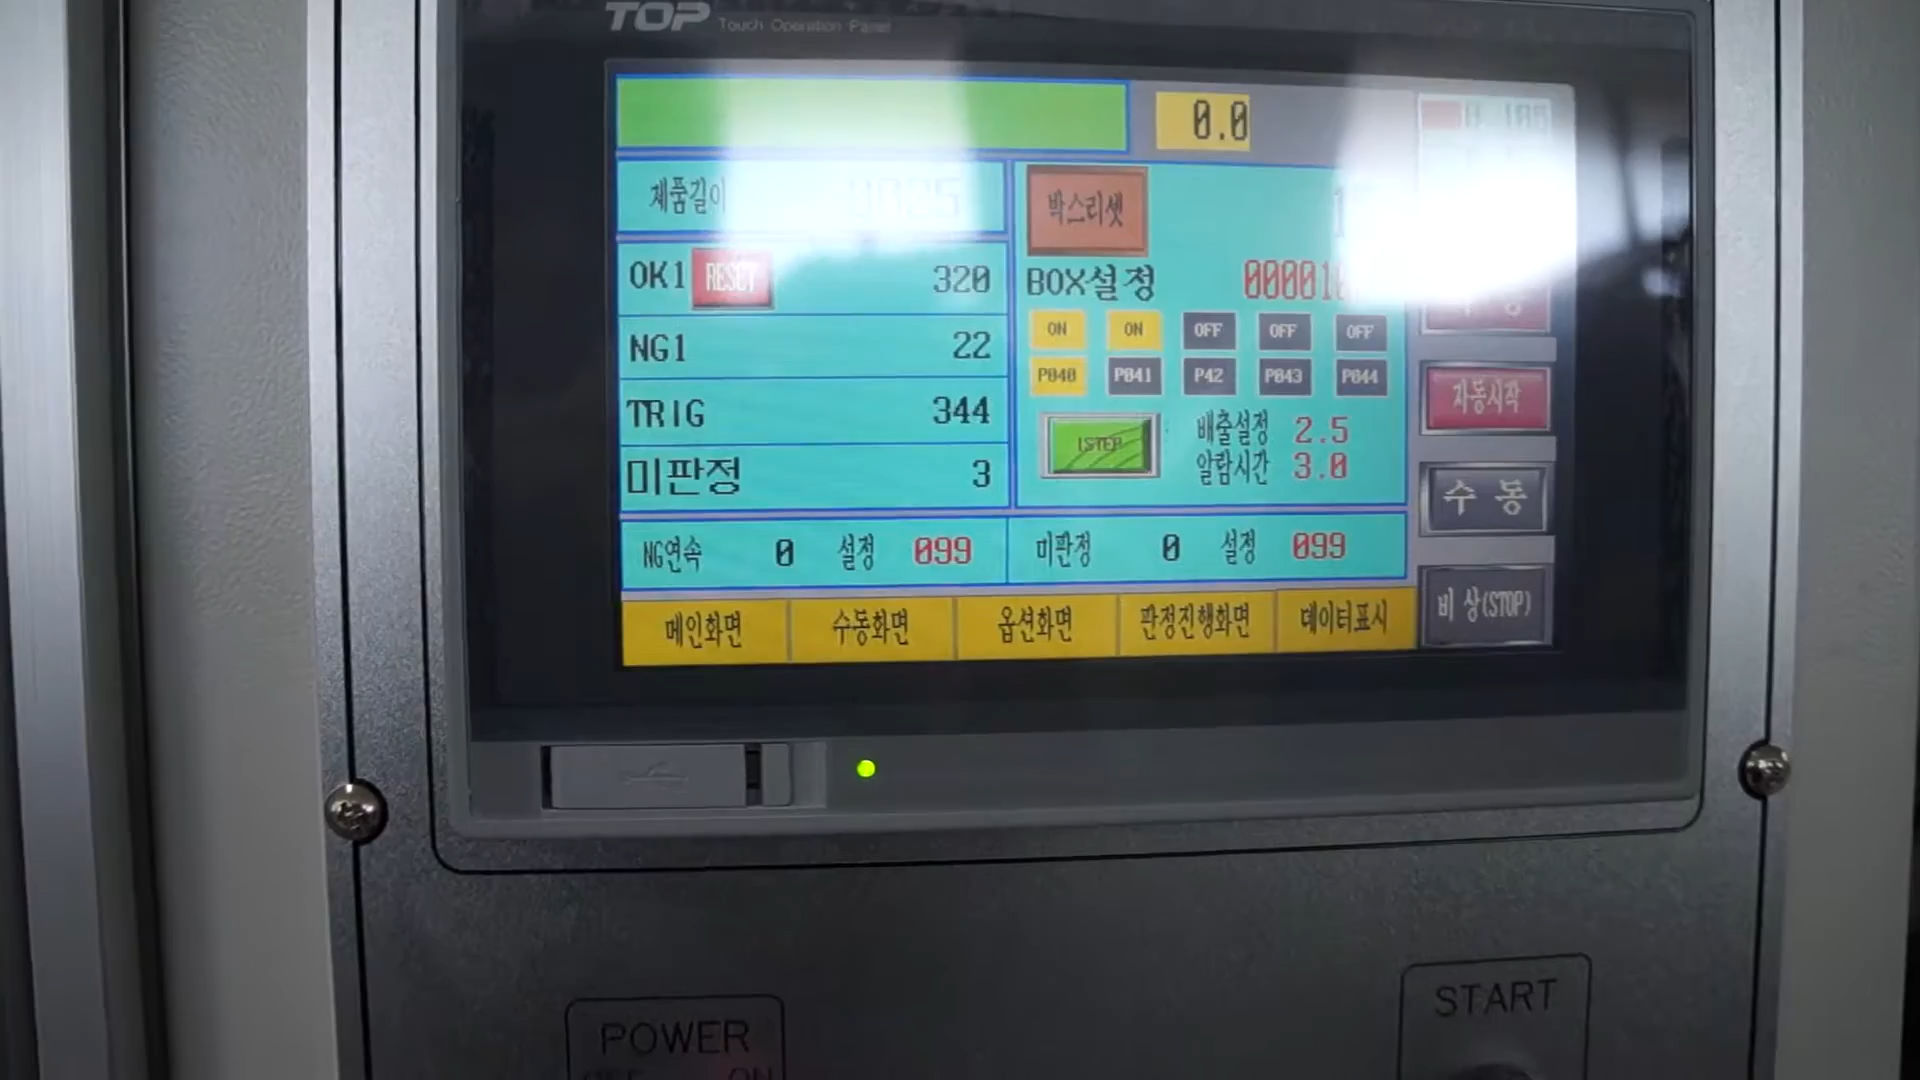 TOP Touch Operation Panel
0.0
제품길이
박스리셋
OK1 RESET 320
BOX설정
NG1 22
ON ON OFF OFF OFF
P040 P041 P42 P043 P044
TRIG 344
1STEP
배출설정 2.5
알람시간 3.0
미판정 3
NG연속 0 설정 099
미판정 0 설정 099
메인화면 수동화면 옵션화면 판정진행화면 데이터표시
자동시작
수 동
비 상(STOP)
POWER
OFF ON
START